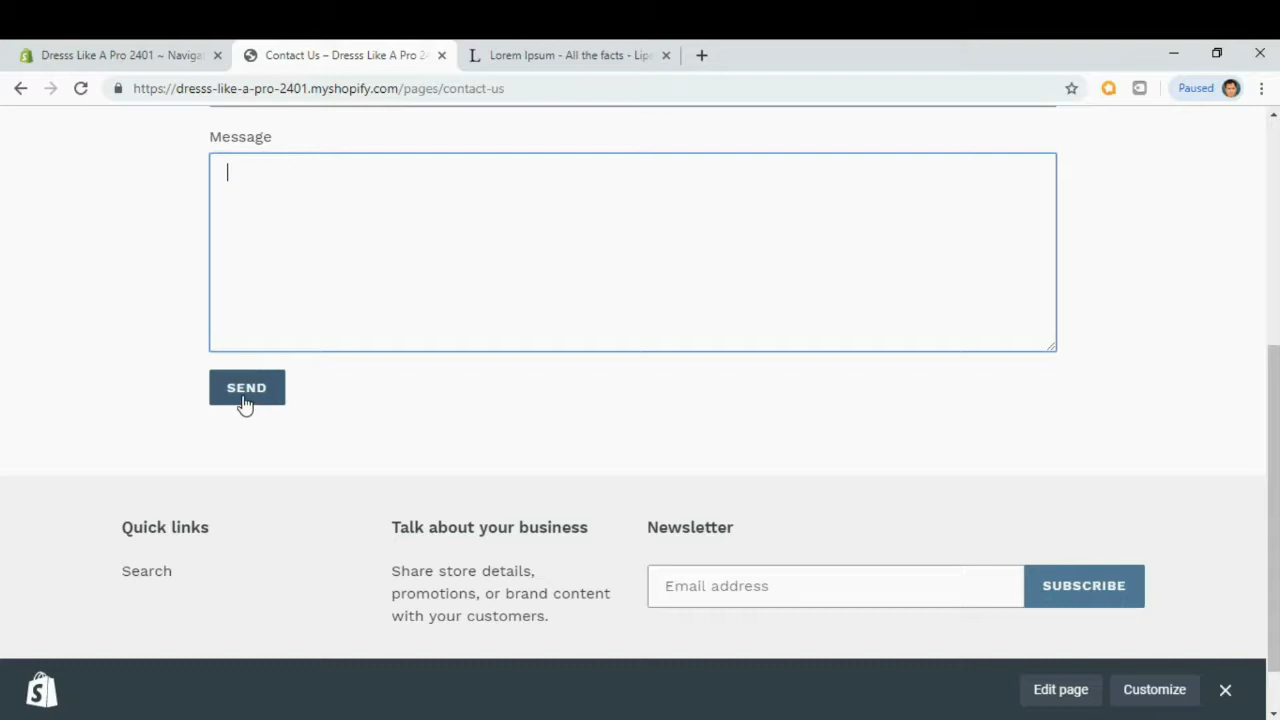 Dresss Like A Pro 2401 ~ Naviga
Contact Us – Dresss Like A Pro 2
Lorem Ipsum - All the facts - Lip
https://dresss-like-a-pro-2401.myshopify.com/pages/contact-us
Paused
Message
SEND
Quick links
Talk about your business
Newsletter
Search
Share store details,
promotions, or brand content
with your customers.
Email address
SUBSCRIBE
Edit page
Customize